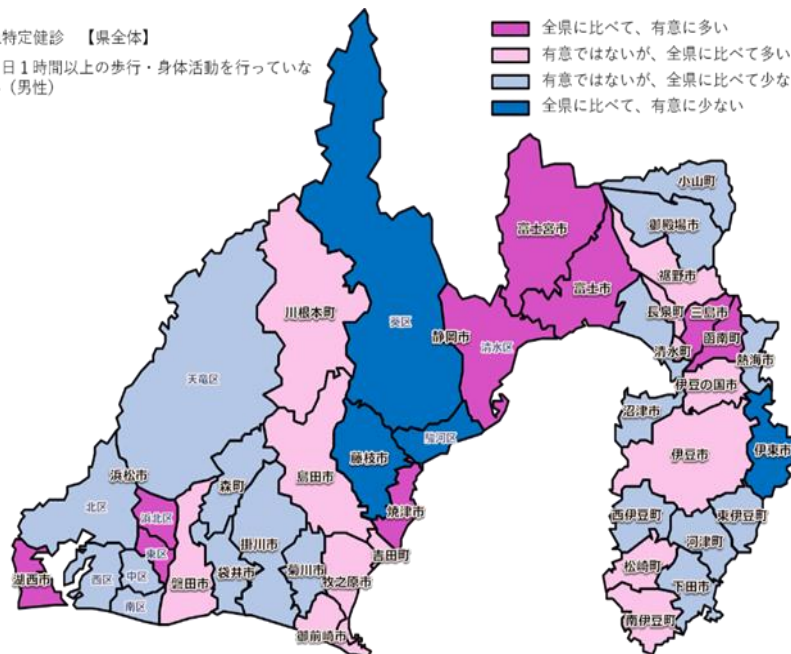 特定健診　【県全体】
日１時間以上の歩行・身体活動を行っていな
（男性）
全県に比べて、有意に多い
有意ではないが、全県に比べて多い
有意ではないが、全県に比べて少な
全県に比べて、有意に少ない
小山町
御殿場市
富士宮市
裾野市
富士市
長泉町
三島市
川根本町
葵区
静岡市
清水区
清水町
函南町
熱海市
天竜区
伊豆の国市
沼津市
駿河区
藤枝市
伊豆市
伊東市
浜松市
島田市
森町
焼津市
北区
浜北区
西伊豆町
東伊豆町
吉田町
掛川市
東区
河津町
湖西市
西区
中区
磐田市
袋井市
菊川市
牧之原市
松崎町
下田市
南区
南伊豆町
御前崎市